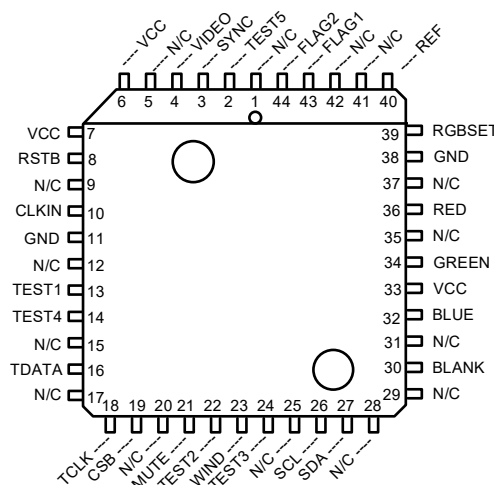 VCC
N/C
VIDEO
SYNC
TEST5
N/C
FLAG2
FLAG1
N/C
N/C
REF
6 5 4 3 2 1 44 43 42 41 40
VCC 7
RSTB 8
N/C 9
CLKIN 10
GND 11
N/C 12
TEST1 13
TEST4 14
N/C 15
TDATA 16
N/C 17
39 RGBSET
38 GND
37 N/C
36 RED
35 N/C
34 GREEN
33 VCC
32 BLUE
31 N/C
30 BLANK
29 N/C
18 19 20 21 22 23 24 25 26 27 28
TCLK
CSB
N/C
MUTE
TEST2
WIND
TEST3
N/C
SCL
SDA
N/C